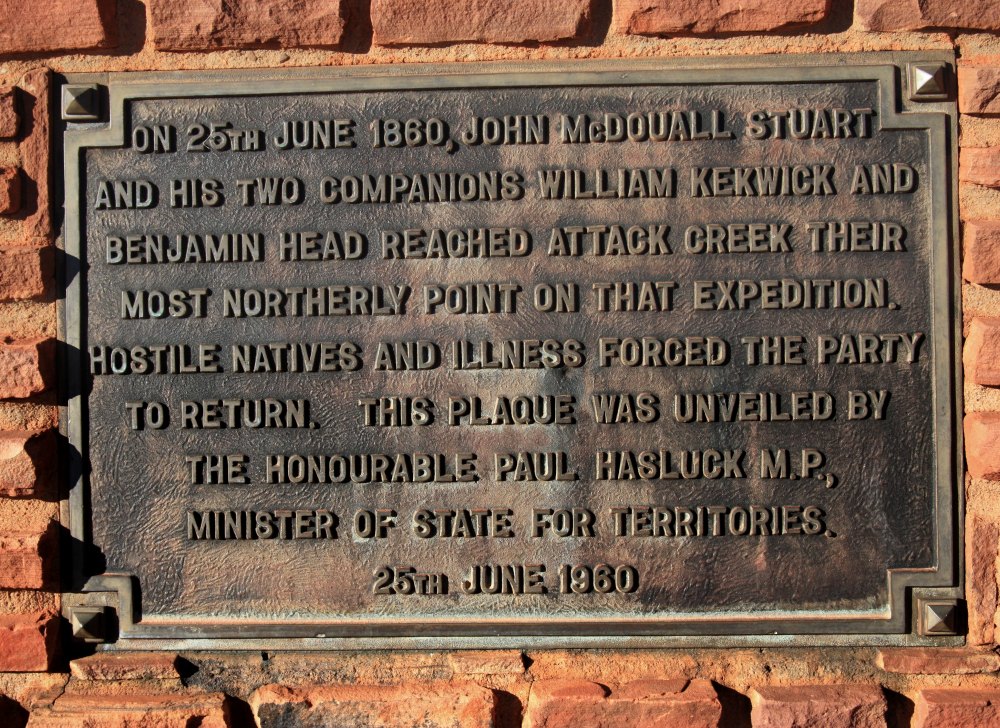 ON 25TH JUNE 1860, JOHN McDOUALL STUART
AND HIS TWO COMPANIONS WILLIAM KEKWICK AND
BENJAMIN HEAD REACHED ATTACK CREEK THEIR
MOST NORTHERLY POINT ON THAT EXPEDITION.
HOSTILE NATIVES AND ILLNESS FORCED THE PARTY
TO RETURN. THIS PLAQUE WAS UNVEILED BY
THE HONOURABLE PAUL HASLUCK M.P.,
MINISTER OF STATE FOR TERRITORIES.
25TH JUNE 1960